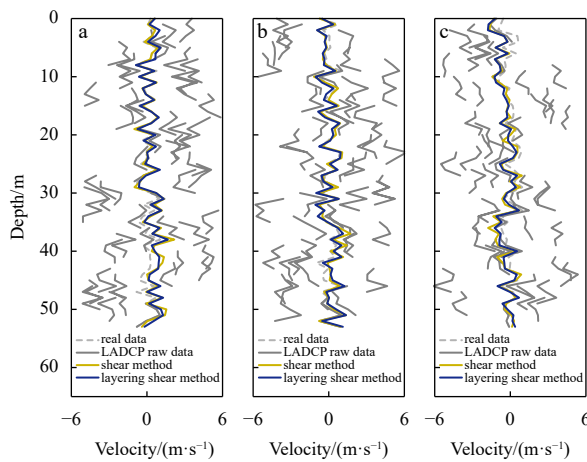 a
b
c
0
10
20
30
40
50
60
Depth/m
real data
LADCP raw data
shear method
layering shear method
real data
LADCP raw data
shear method
layering shear method
real data
LADCP raw data
shear method
layering shear method
−6 0 6 −6 0 6 −6 0 6
Velocity/(m·s⁻¹) Velocity/(m·s⁻¹) Velocity/(m·s⁻¹)